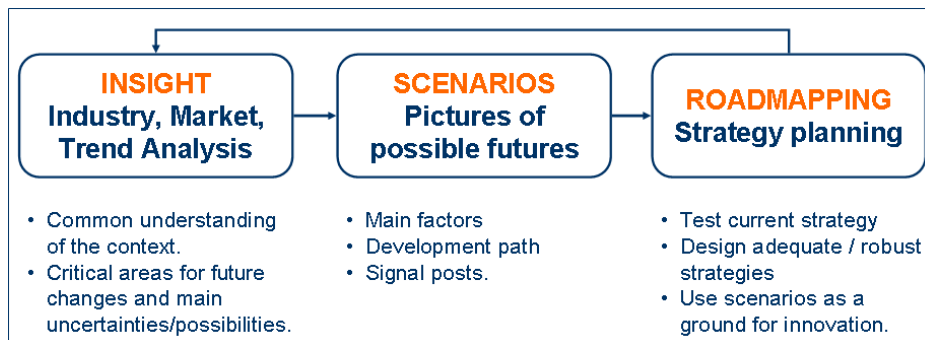 INSIGHT
Industry, Market,
Trend Analysis
SCENARIOS
Pictures of
possible futures
ROADMAPPING
Strategy planning
• Common understanding
of the context.
• Critical areas for future
changes and main
uncertainties/possibilities.
• Main factors
• Development path
• Signal posts.
• Test current strategy
• Design adequate / robust
strategies
• Use scenarios as a
ground for innovation.